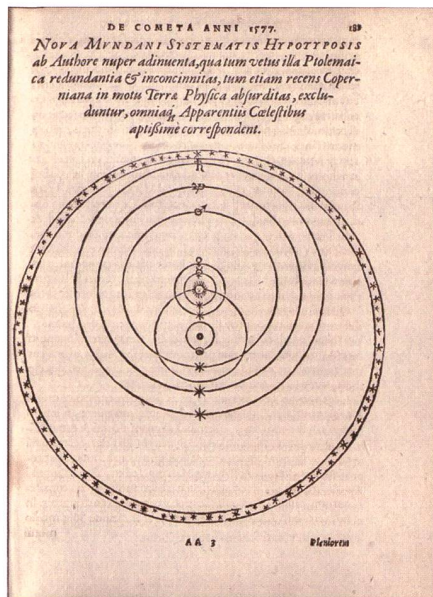 DE COMETA ANNI 1577. 189
NOVA MVNDANI SYSTEMATIS HYPOTYPOSIS
ab Authore nuper adinuenta, qua tum vetus illa Ptolemai-
ca redundantia & inconcinnitas, tum etiam recens Coper-
niana in motu Terræ Physica absurditas, exclu-
duntur, omniaq́; Apparentiis Cœlestibus
aptißimè correspondent.
♄
♃
♂
AA 3 Pleniorem